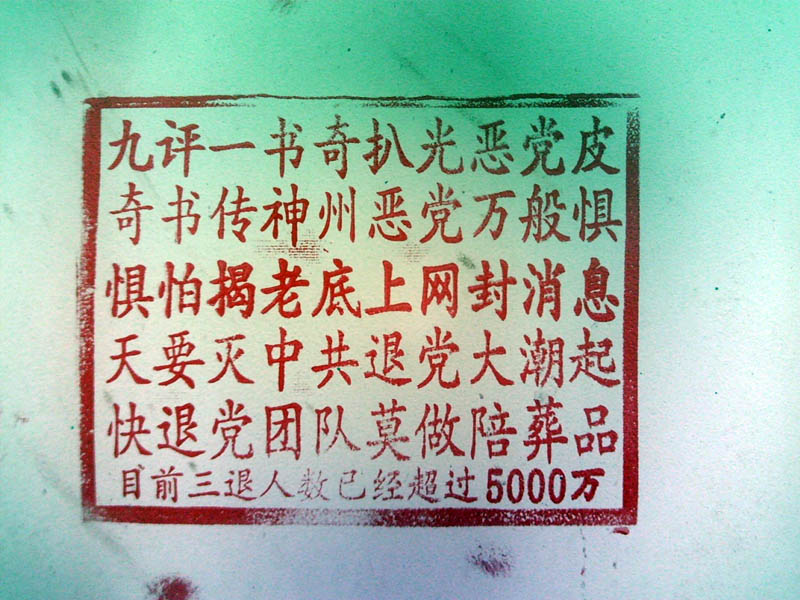 九评一书奇扒光恶党皮
奇书传神州恶党万般惧
惧怕揭老底上网封消息
天要灭中共退党大潮起
快退党团队莫做陪葬品
目前三退人数已经超过5000万